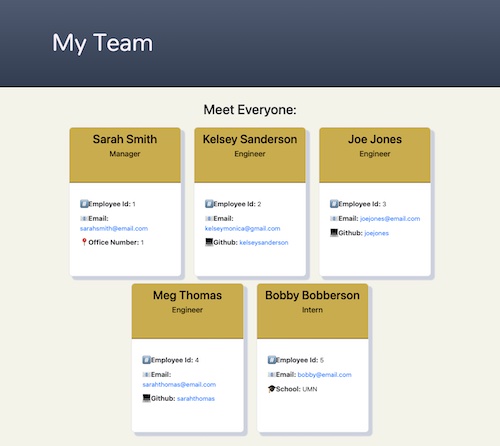 My Team
Meet Everyone:
Sarah Smith
Manager
#️⃣Employee Id: 1
📧Email:
sarahsmith@email.com
📍Office Number: 1
Kelsey Sanderson
Engineer
#️⃣Employee Id: 2
📧Email:
kelseymonica@gmail.com
💻Github: kelseysanderson
Joe Jones
Engineer
#️⃣Employee Id: 3
📧Email: joejones@email.com
💻Github: joejones
Meg Thomas
Engineer
#️⃣Employee Id: 4
📧Email:
sarahthomas@email.com
💻Github: sarahthomas
Bobby Bobberson
Intern
#️⃣Employee Id: 5
📧Email: bobby@email.com
🎓School: UMN